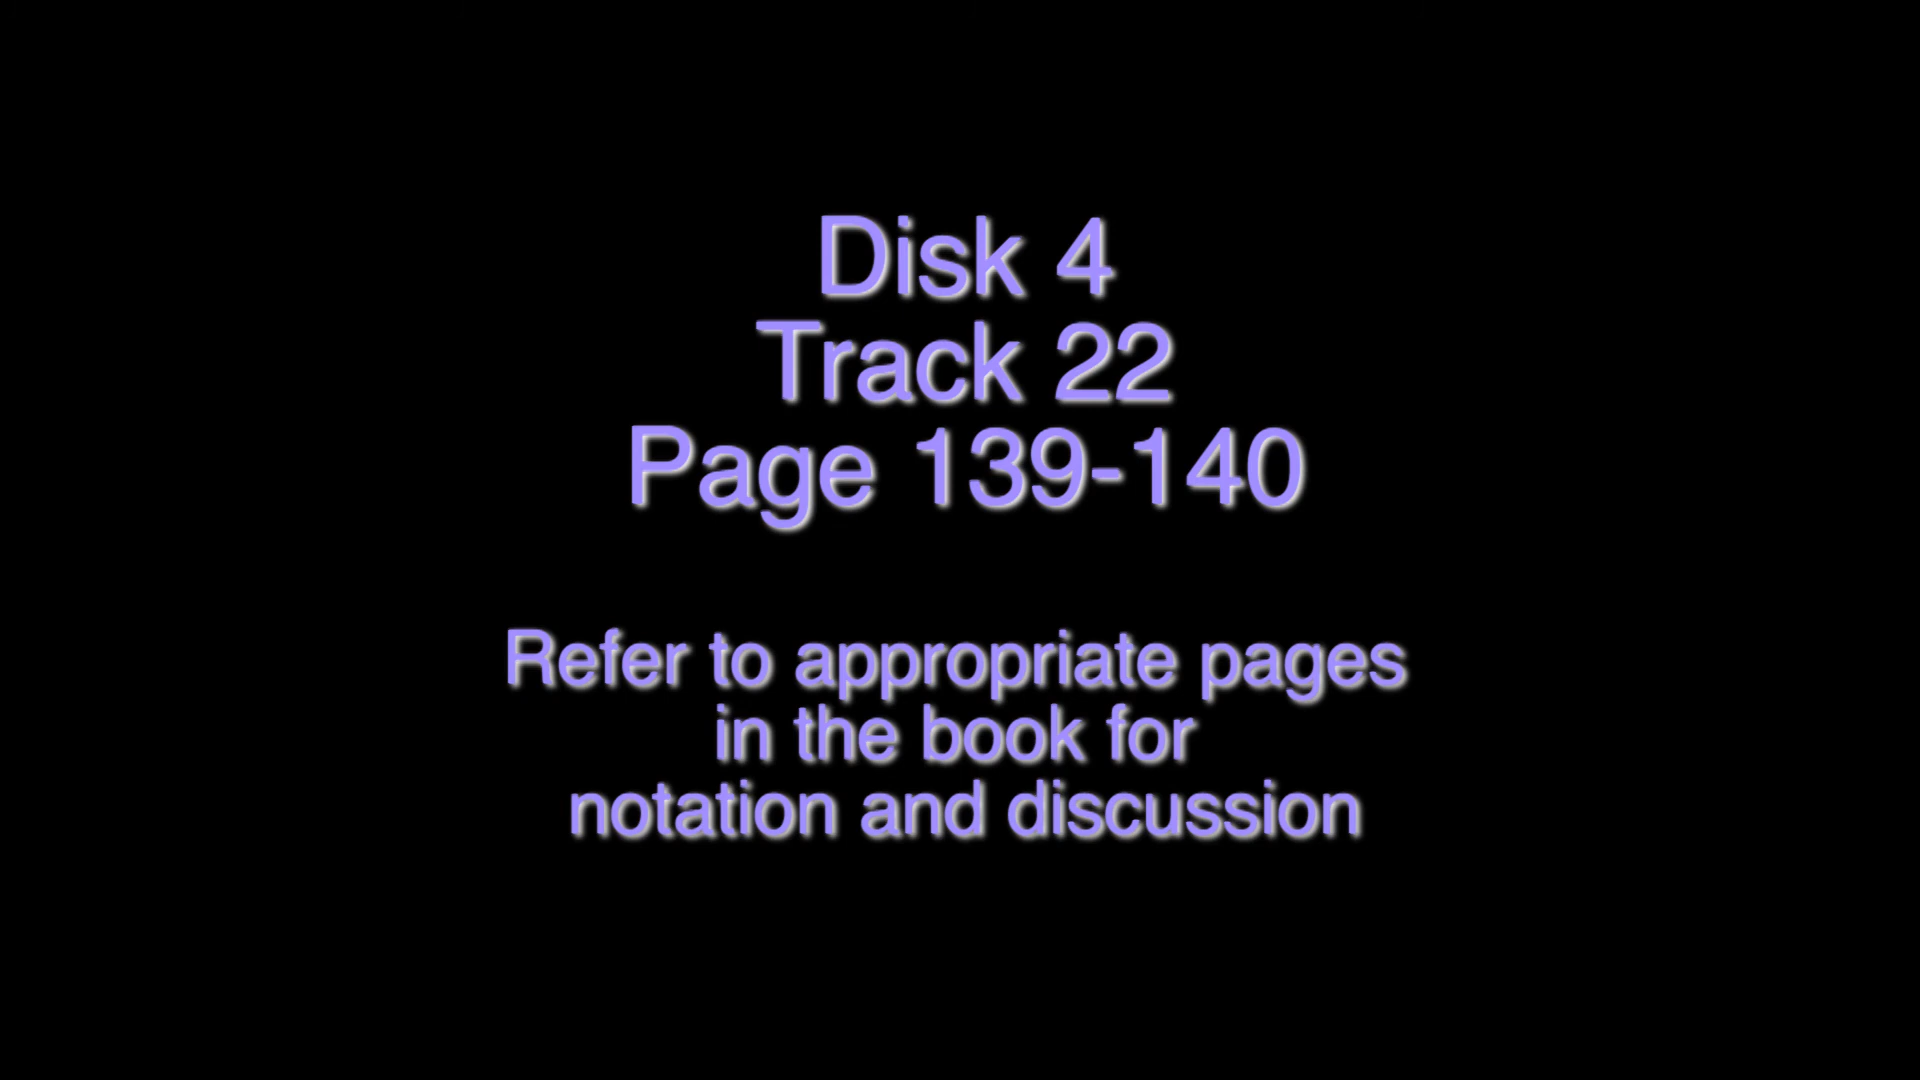 Disk 4
Track 22
Page 139-140
Refer to appropriate pages
in the book for
notation and discussion